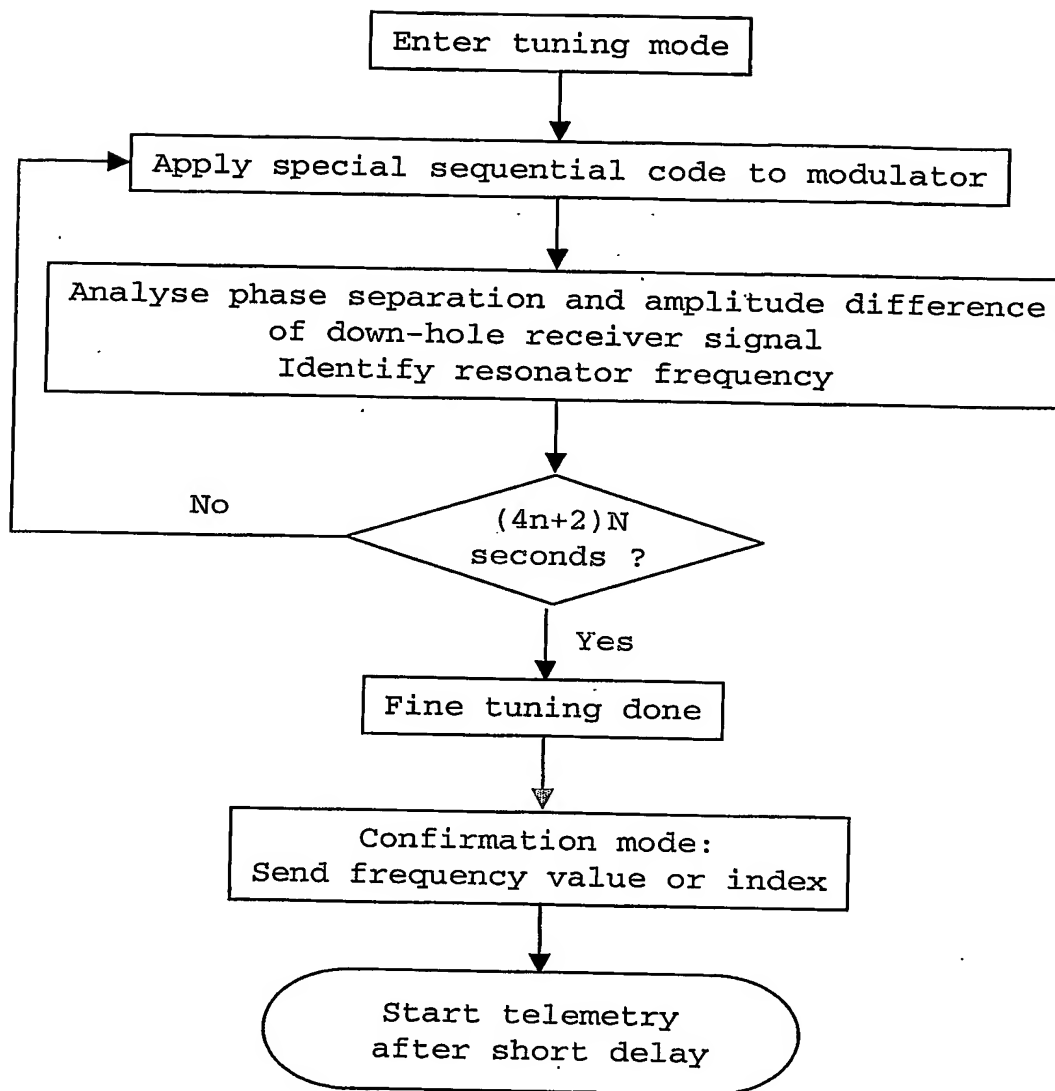 Enter tuning mode
Apply special sequential code to modulator
Analyse phase separation and amplitude difference
of down-hole receiver signal
Identify resonator frequency
No
(4n+2)N
seconds ?
Yes
Fine tuning done
Confirmation mode:
Send frequency value or index
Start telemetry
after short delay